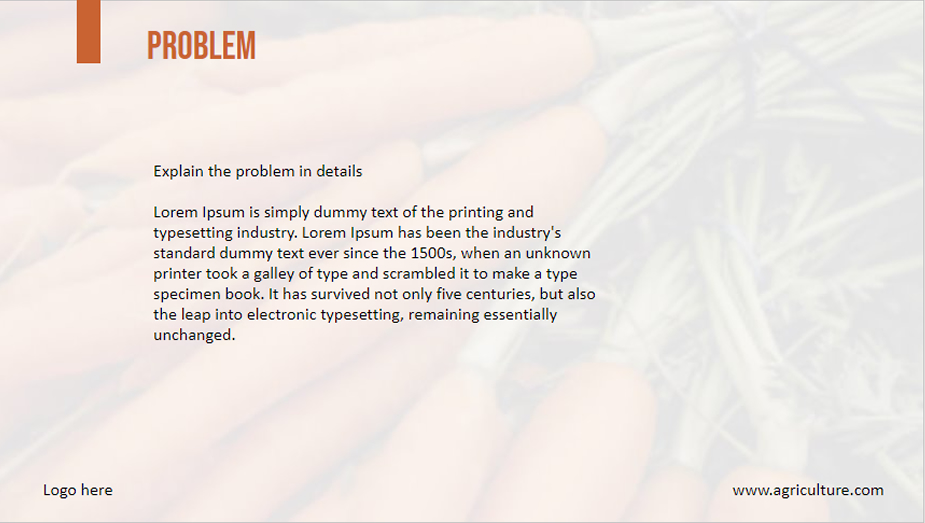 PROBLEM
Explain the problem in details
Lorem Ipsum is simply dummy text of the printing and
typesetting industry. Lorem Ipsum has been the industry's
standard dummy text ever since the 1500s, when an unknown
printer took a galley of type and scrambled it to make a type
specimen book. It has survived not only five centuries, but also
the leap into electronic typesetting, remaining essentially
unchanged.
Logo here
www.agriculture.com